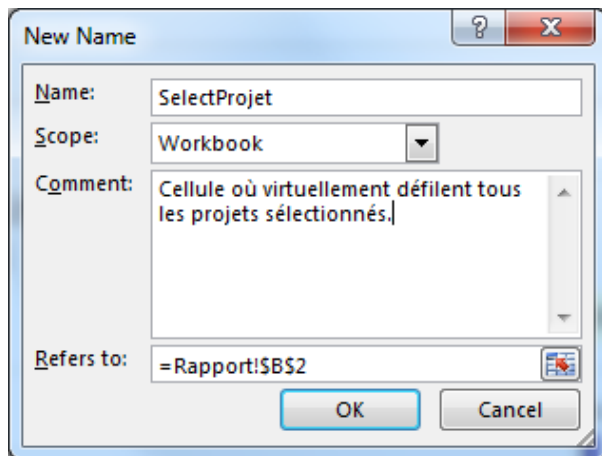 New Name
Name: SelectProjet
Scope: Workbook
Comment: Cellule où virtuellement défilent tous
les projets sélectionnés.
Refers to: =Rapport!$B$2
OK Cancel